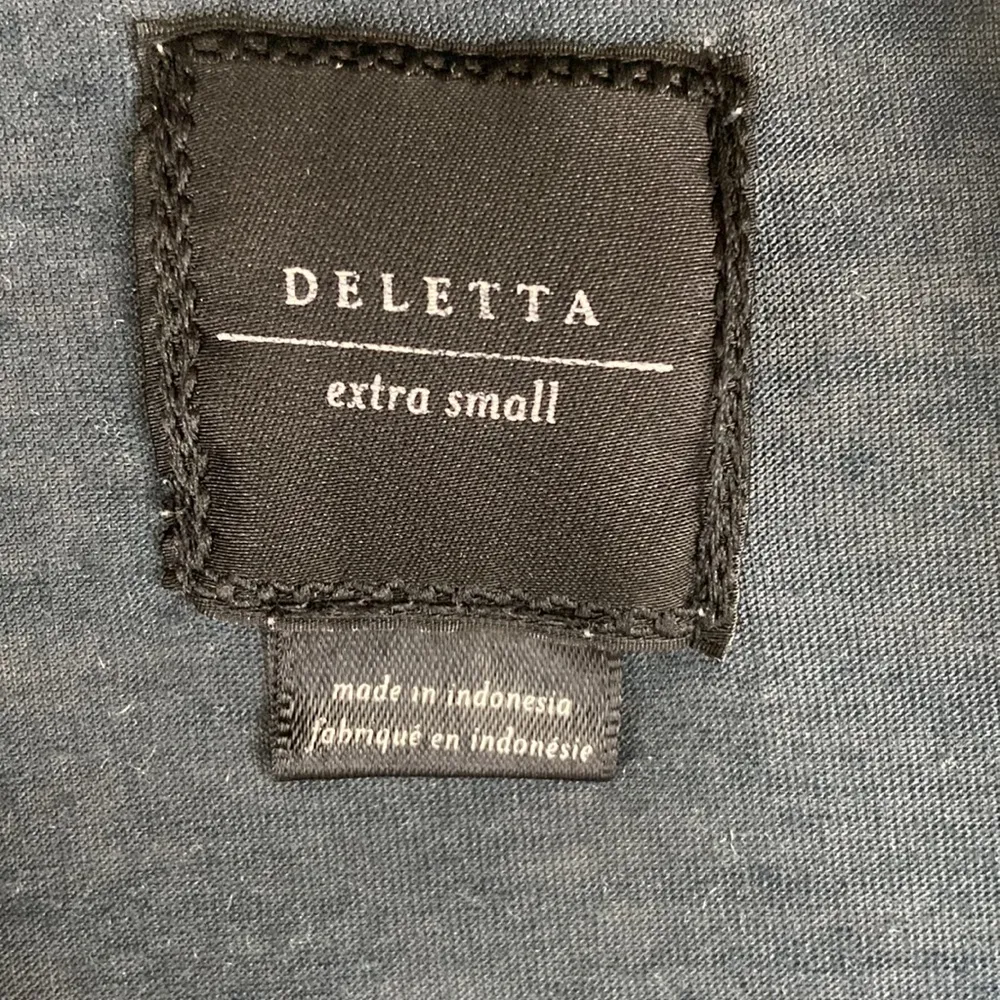 DELETTA
extra small
made in indonesia
fabriqué en indonésie